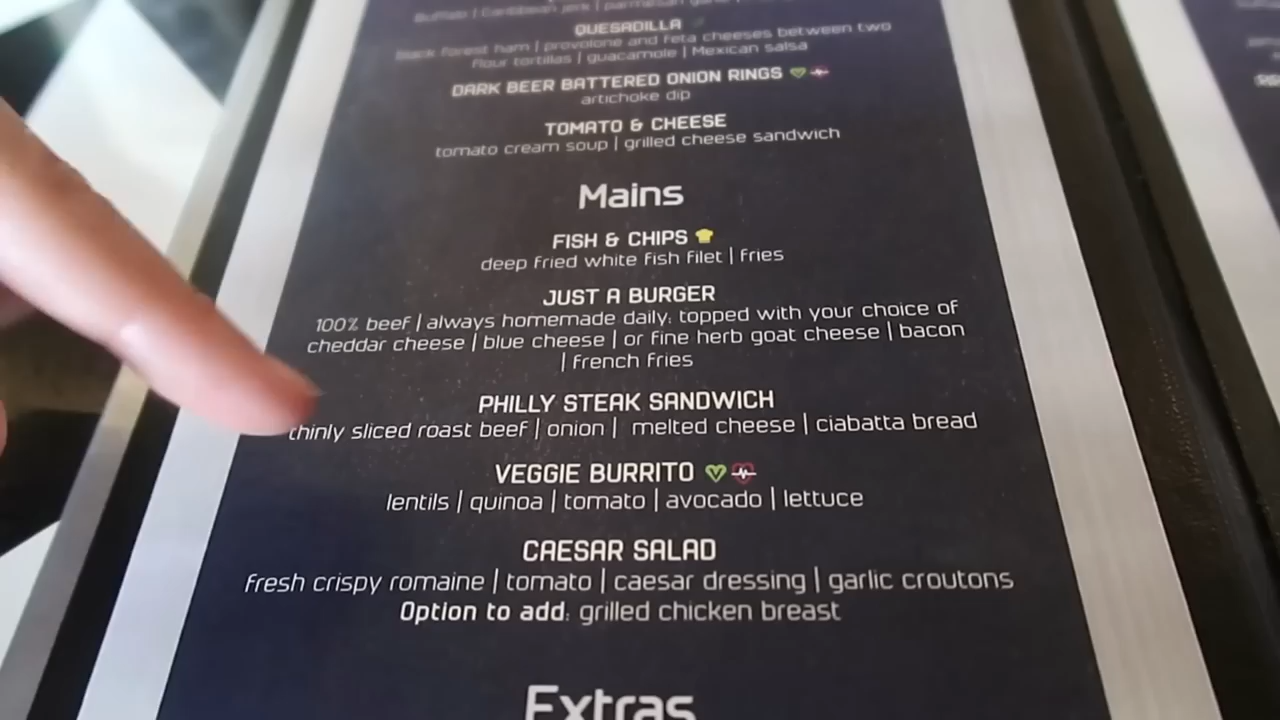 Buffalo | Caribbean jerk | parmesan garlic
QUESADILLA
black forest ham | provolone and feta cheeses between two
flour tortillas | guacamole | Mexican salsa
DARK BEER BATTERED ONION RINGS
artichoke dip
TOMATO & CHEESE
tomato cream soup | grilled cheese sandwich
Mains
FISH & CHIPS
deep fried white fish filet | fries
JUST A BURGER
100% beef | always homemade daily: topped with your choice of
cheddar cheese | blue cheese | or fine herb goat cheese | bacon
| french fries
PHILLY STEAK SANDWICH
thinly sliced roast beef | onion | melted cheese | ciabatta bread
VEGGIE BURRITO
lentils | quinoa | tomato | avocado | lettuce
CAESAR SALAD
fresh crispy romaine | tomato | caesar dressing | garlic croutons
Option to add: grilled chicken breast
Extras